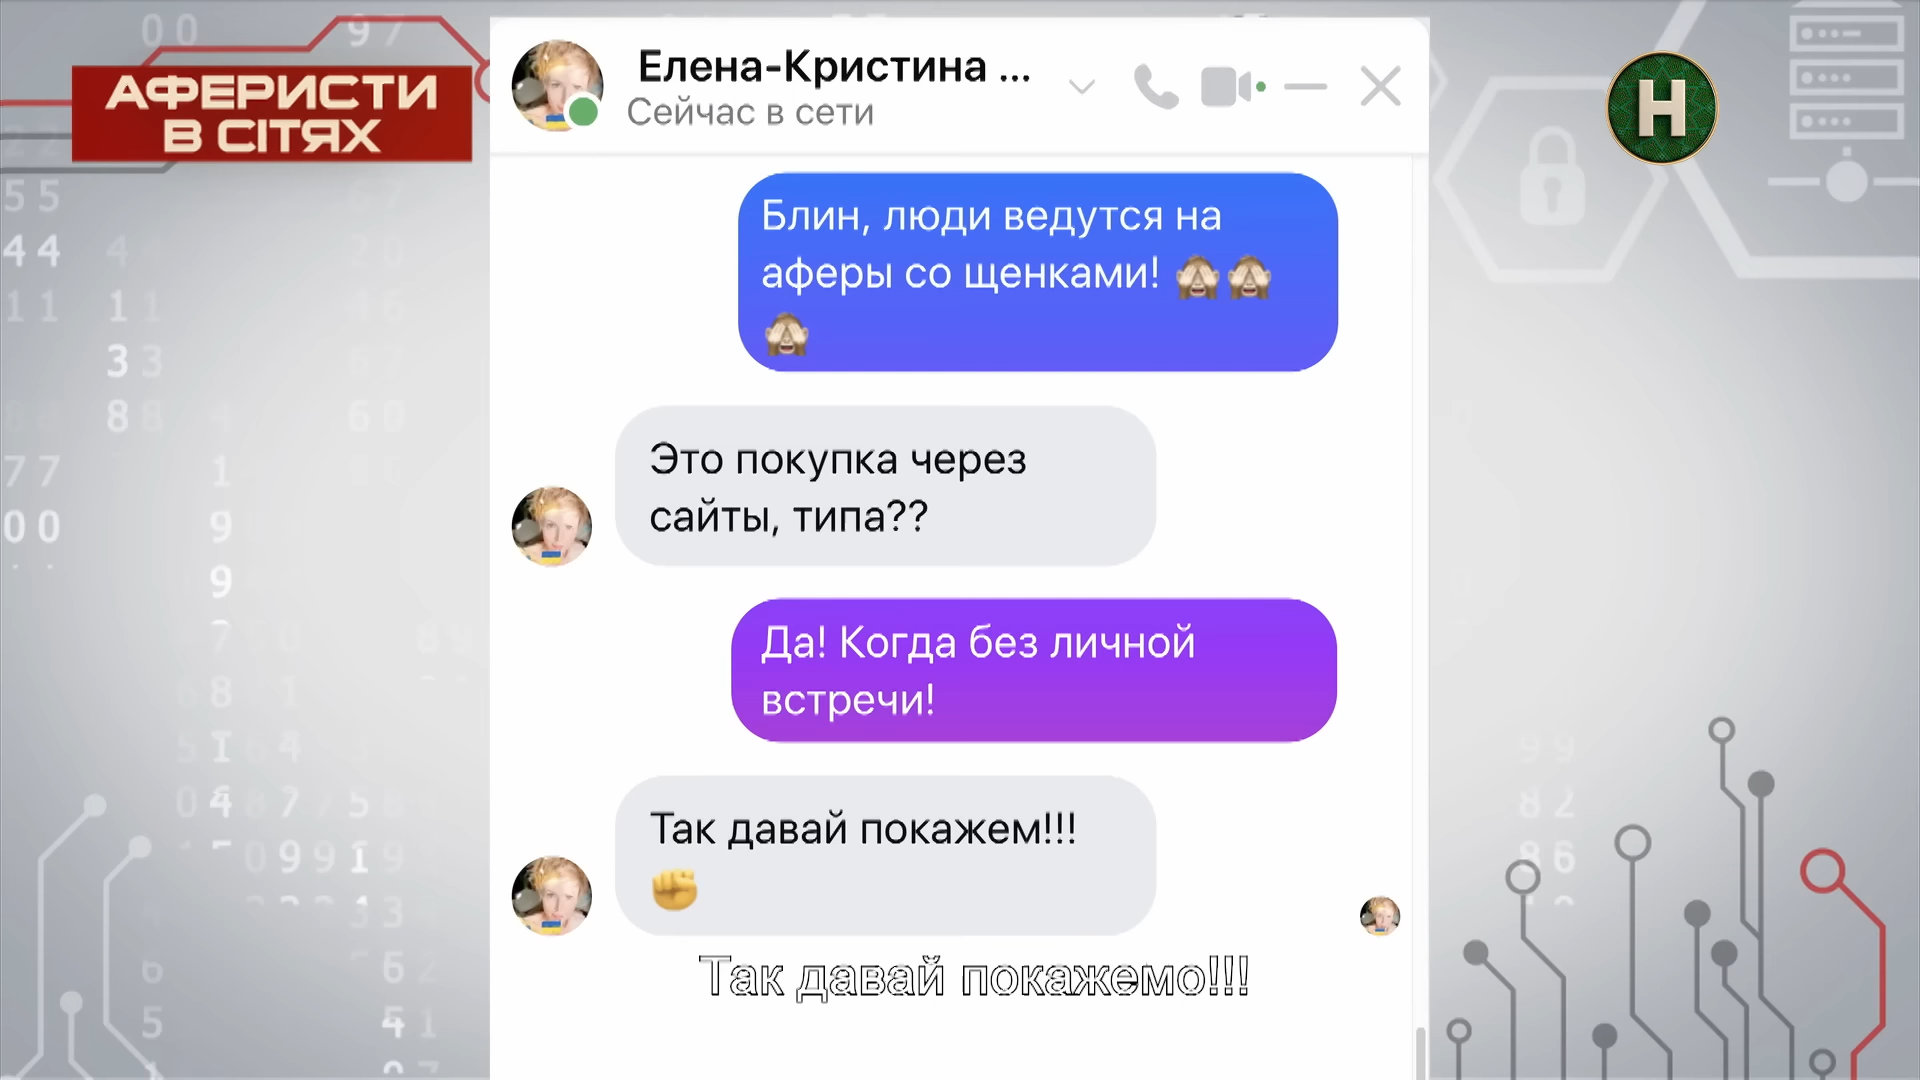 АФЕРИСТИ
В СІТЯХ
Елена-Кристина ...
Сейчас в сети
Н
Блин, люди ведутся на
аферы со щенками! 🙈🙈
🙈
Это покупка через
сайты, типа??
Да! Когда без личной
встречи!
Так давай покажем!!!
✊
Так давай покажемо!!!